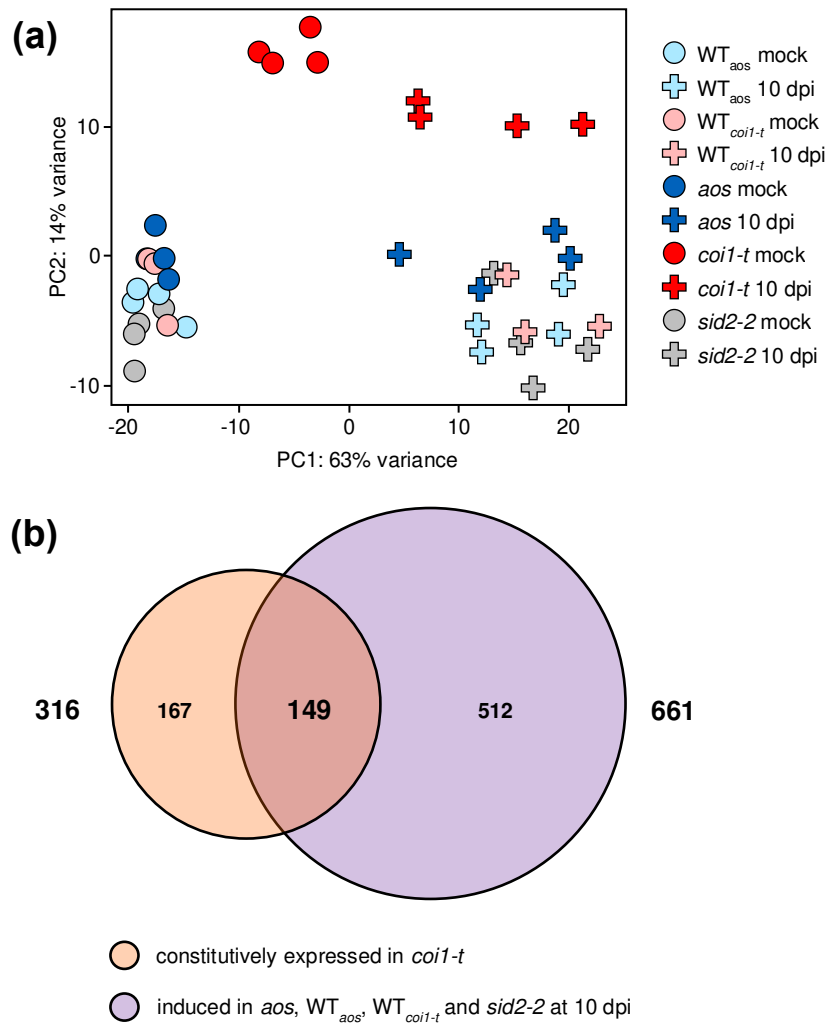 (a)
PC2: 14% variance
10
0
-10
-20
-10
0
10
20
PC1: 63% variance
WTaos mock
WTaos 10 dpi
WTcoi1-t mock
WTcoi1-t 10 dpi
aos mock
aos 10 dpi
coi1-t mock
coi1-t 10 dpi
sid2-2 mock
sid2-2 10 dpi
(b)
316
167
149
512
661
constitutively expressed in coi1-t
induced in aos, WTaos, WTcoi1-t and sid2-2 at 10 dpi